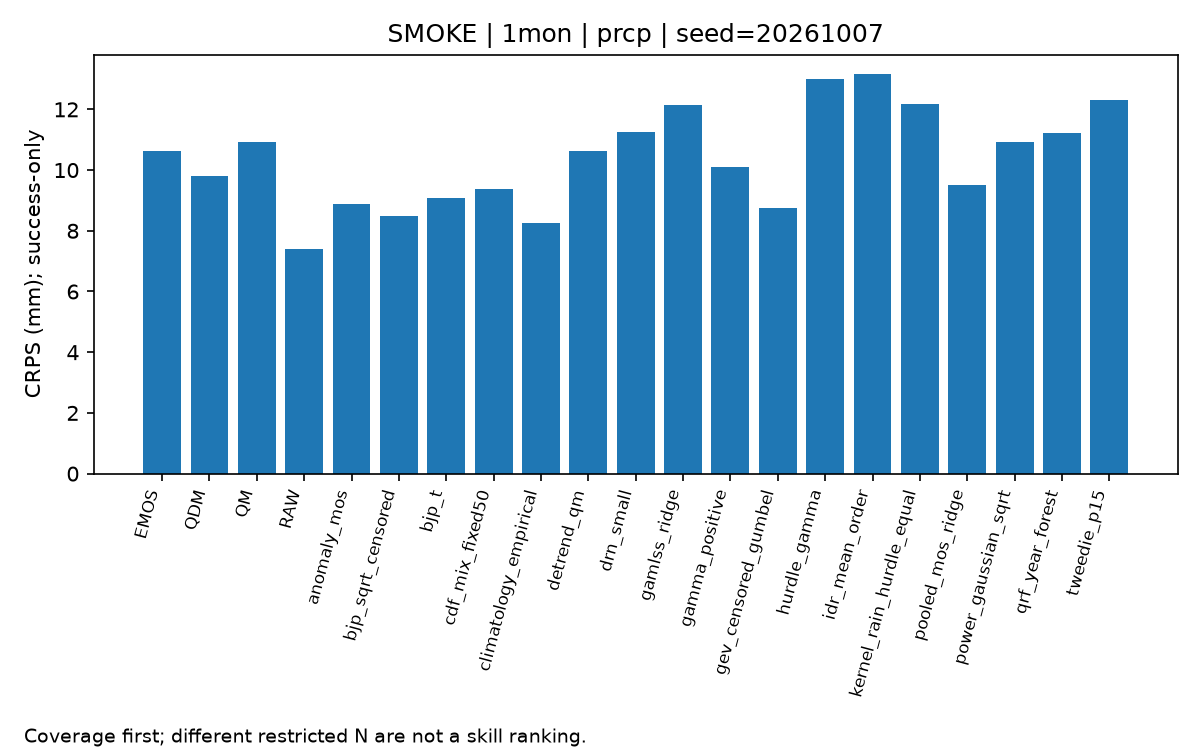 SMOKE | 1mon | prcp | seed=20261007
CRPS (mm); success-only
12
10
8
6
4
2
0
EMOS
QDM
QM
RAW
anomaly_mos
bjp_sqrt_censored
bjp_t
cdf_mix_fixed50
climatology_empirical
detrend_qm
drn_small
gamlss_ridge
gamma_positive
gev_censored_gumbel
hurdle_gamma
idr_mean_order
kernel_rain_hurdle_equal
pooled_mos_ridge
power_gaussian_sqrt
qrf_year_forest
tweedie_p15
Coverage first; different restricted N are not a skill ranking.